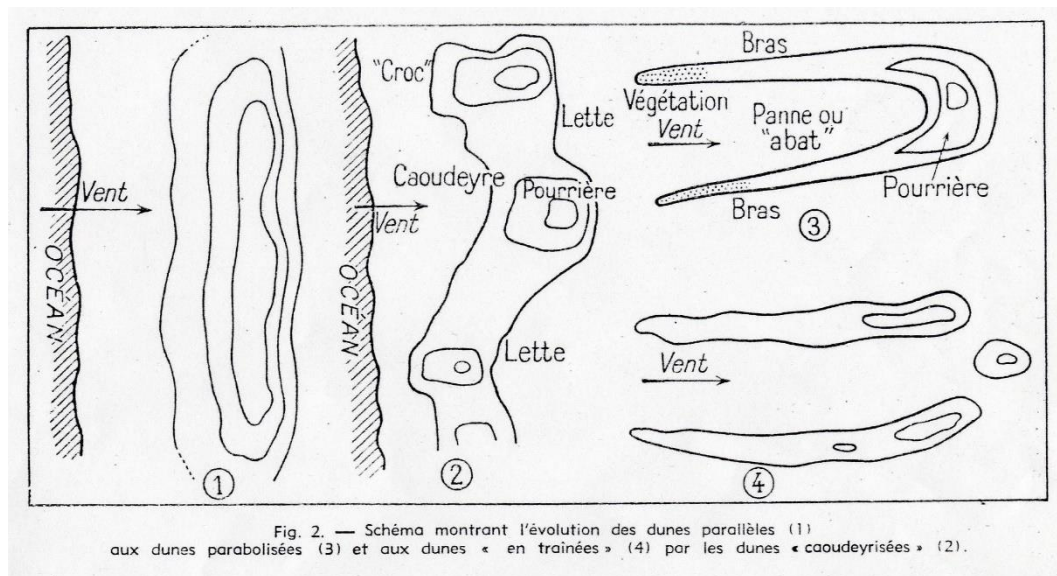 OCÉAN
Vent
1
OCÉAN
Vent
"Croc"
Lette
Caoudeyre
Pourrière
Lette
2
Bras
Végétation
Vent
Panne ou
"abat"
Pourrière
Bras
3
Vent
4
Fig. 2. — Schéma montrant l'évolution des dunes parallèles (1)
aux dunes parabolisées (3) et aux dunes « en traînées » (4) par les dunes « caoudeyrisées » (2).